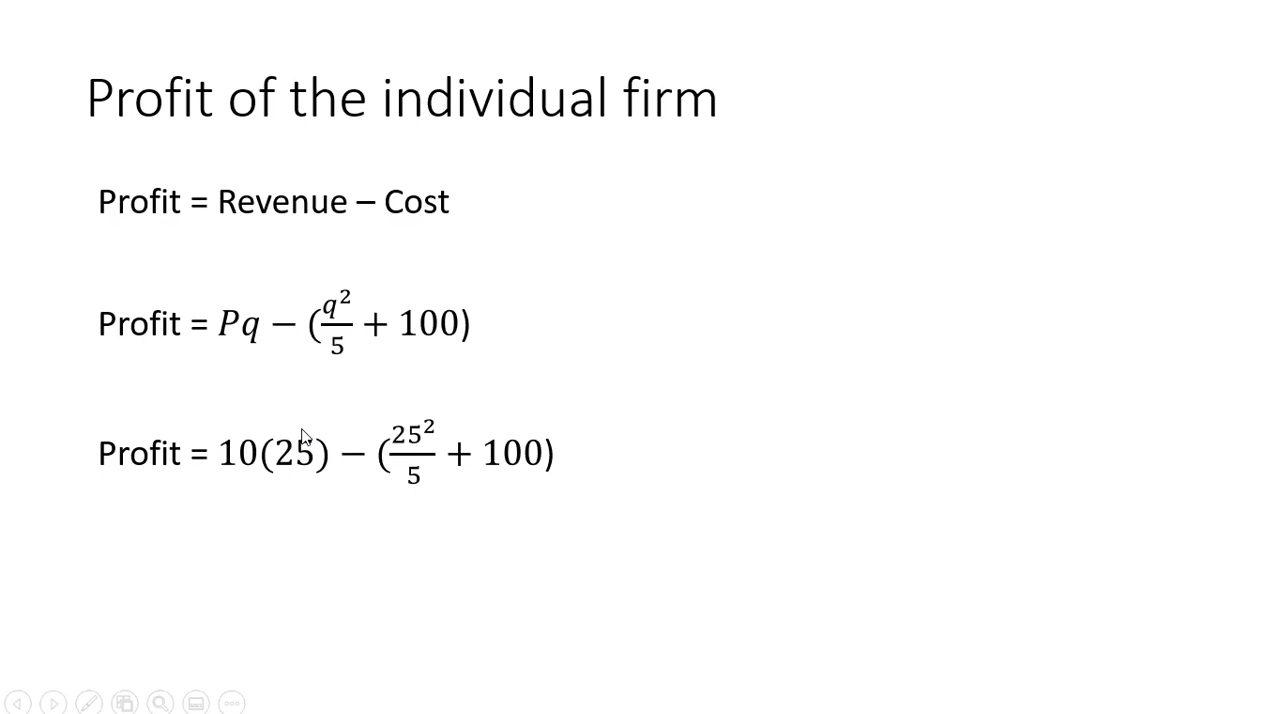 Profit of the individual firm
Profit = Revenue – Cost
Profit = 𝑃𝑞 − (𝑞²/5 + 100)
Profit = 10(25) − (25²/5 + 100)